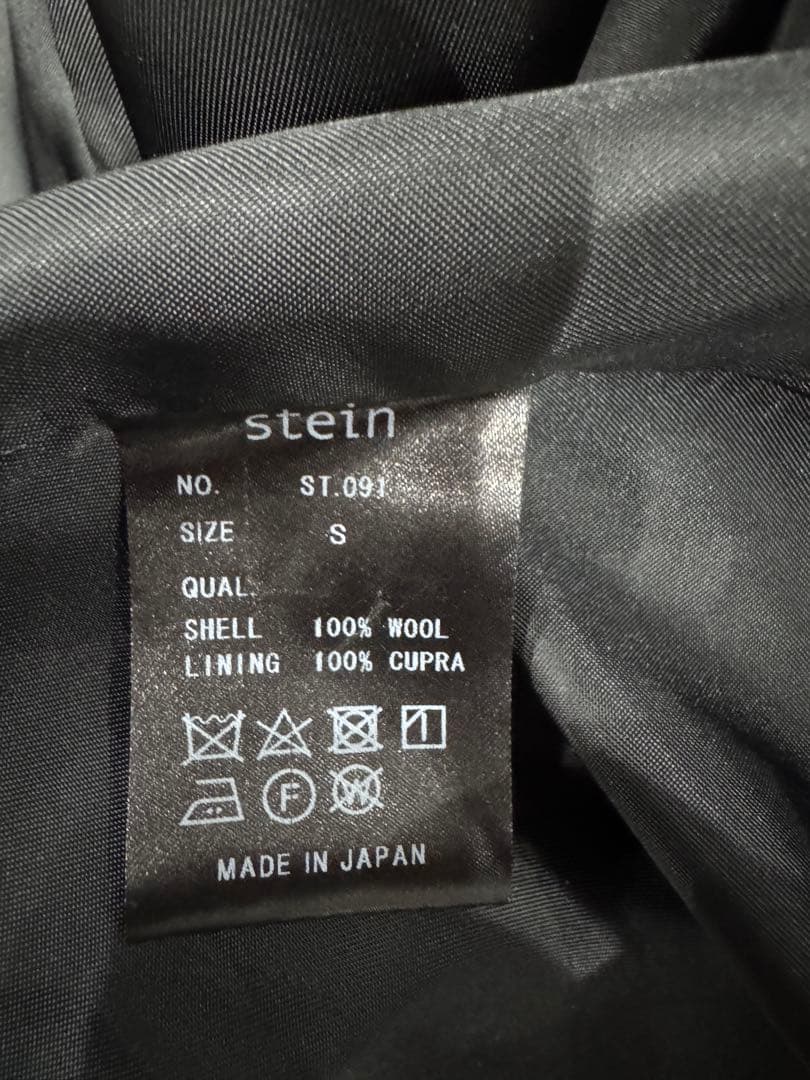 stein
NO. ST.091
SIZE S
QUAL.
SHELL 100% WOOL
LINING 100% CUPRA
F W
MADE IN JAPAN